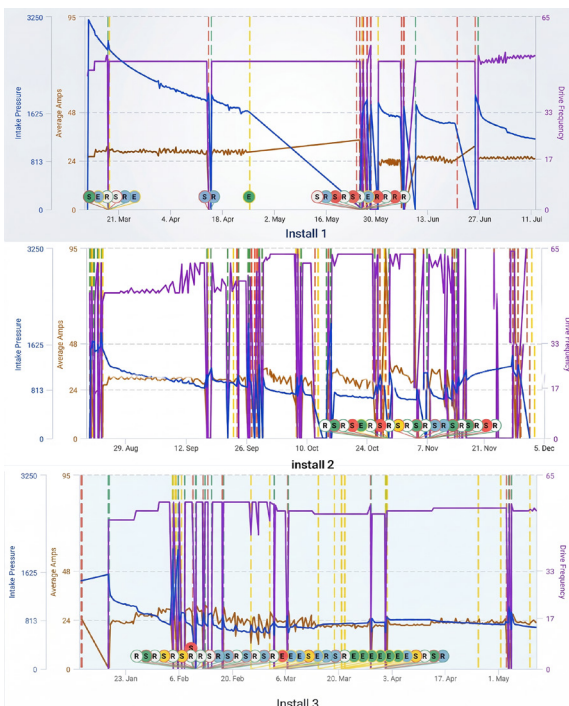 3250 95 65
Intake Pressure Average Amps Drive Frequency
1625 48 33
813 24 17
S E R S R E S R E S R S R S R E R R R R
0 0 0
21. Mar 4. Apr 18. Apr 2. May 16. May 30. May 13. Jun 27. Jun 11. Jul
Install 1
3250 95 65
Intake Pressure Average Amps Drive Frequency
1625 48 33
813 24 17
R S R S E R S R S R S R S R S R S R S R
0 0 0
29. Aug 12. Sep 26. Sep 10. Oct 24. Oct 7. Nov 21. Nov 5. Dec
install 2
3250 95 65
Intake Pressure Average Amps Drive Frequency
1625 48 33
813 24 17
0 0 0
23. Jan 6. Feb 20. Feb 6. Mar 20. Mar 3. Apr 17. Apr 1. May
Install 3